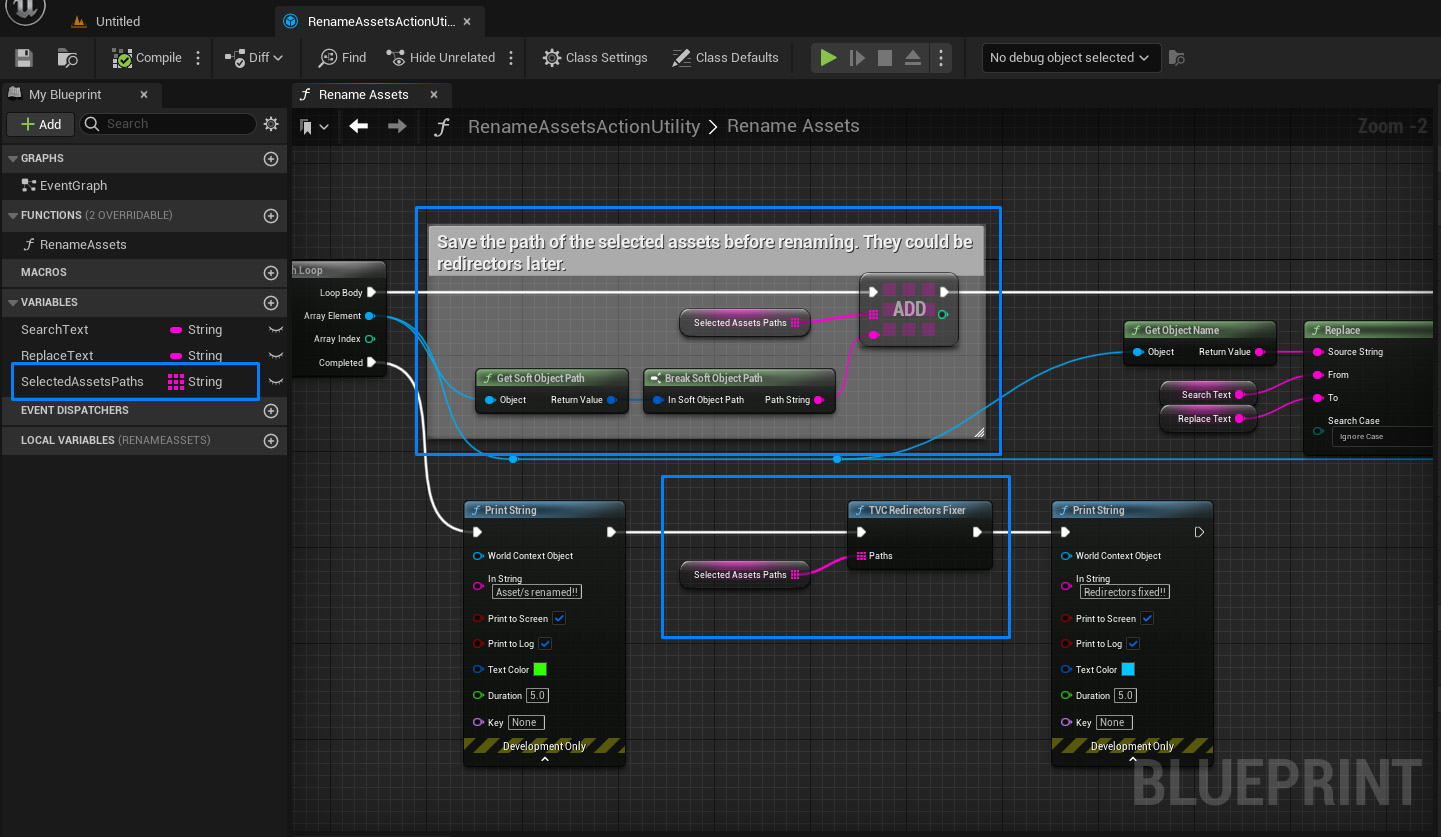 Untitled
RenameAssetsActionUtili...
Compile
Diff
Find
Hide Unrelated
Class Settings
Class Defaults
No debug object selected
My Blueprint
Rename Assets
Add
Search
RenameAssetsActionUtility > Rename Assets
Zoom -2
GRAPHS
EventGraph
FUNCTIONS (2 OVERRIDABLE)
RenameAssets
MACROS
VARIABLES
SearchText String
ReplaceText String
SelectedAssetsPaths String
EVENT DISPATCHERS
LOCAL VARIABLES (RENAMEASSETS)
Save the path of the selected assets before renaming. They could be
redirectors later.
h Loop
Loop Body
Array Element
Array Index
Completed
Selected Assets Paths
ADD
Get Soft Object Path
Object Return Value
Break Soft Object Path
In Soft Object Path Path String
Get Object Name
Object Return Value
Search Text
Replace Text
Replace
Source String
From
To
Search Case
Ignore Case
Print String
World Context Object
In String
Asset/s renamed!!
Print to Screen
Print to Log
Text Color
Duration 5.0
Key None
Development Only
TVC Redirectors Fixer
Paths
Selected Assets Paths
Print String
World Context Object
In String
Redirectors fixed!!
Print to Screen
Print to Log
Text Color
Duration 5.0
Key None
Development Only
BLUEPRINT